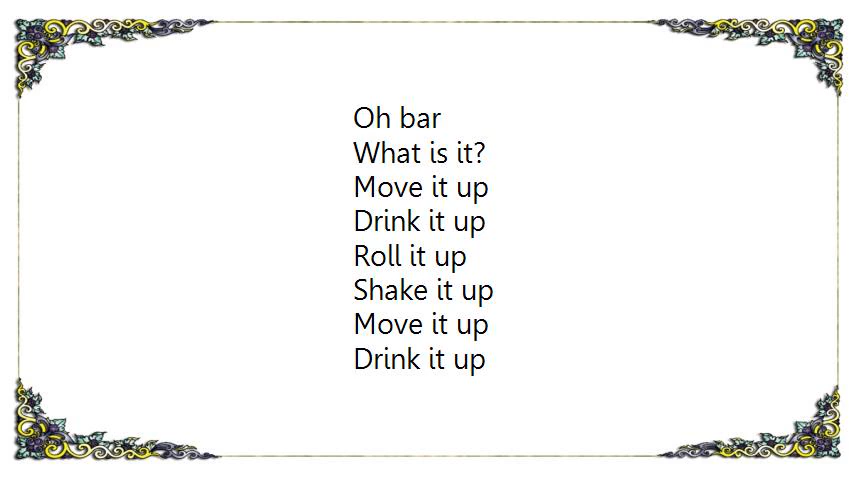 Oh bar
What is it?
Move it up
Drink it up
Roll it up
Shake it up
Move it up
Drink it up